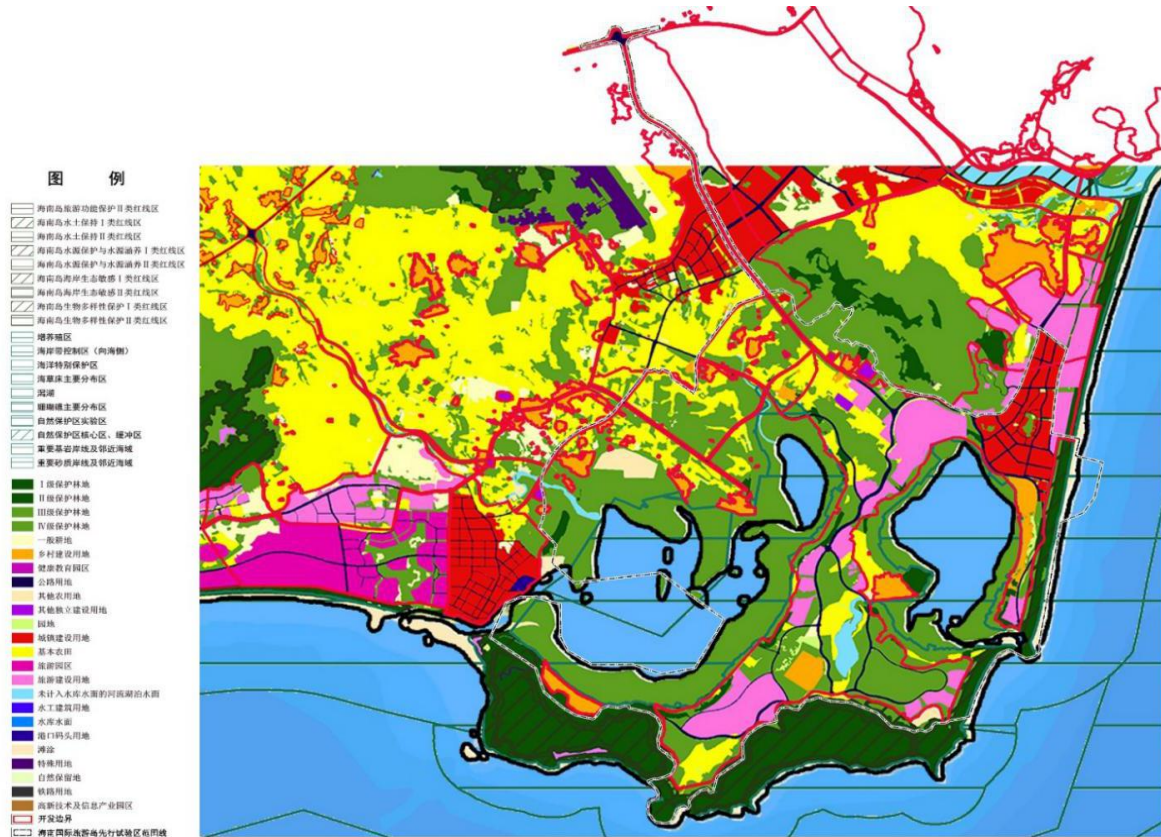 图 例
海南岛旅游功能保护Ⅱ类红线区
海南岛水土保持Ⅰ类红线区
海南岛水土保持Ⅱ类红线区
海南岛水源保护与水源涵养Ⅰ类红线区
海南岛水源保护与水源涵养Ⅱ类红线区
海南岛海岸生态敏感Ⅰ类红线区
海南岛海岸生态敏感Ⅱ类红线区
海南岛生物多样性保护Ⅰ类红线区
海南岛生物多样性保护Ⅱ类红线区
增养殖区
海岸带控制区（向海侧）
海洋特别保护区
海草床主要分布区
潟湖
珊瑚礁主要分布区
自然保护区实验区
自然保护区核心区、缓冲区
重要基岩岸线及邻近海域
重要砂质岸线及邻近海域
Ⅰ级保护林地
Ⅱ级保护林地
Ⅲ级保护林地
Ⅳ级保护林地
一般耕地
乡村建设用地
健康教育园区
公路用地
其他农用地
其他独立建设用地
园地
城镇建设用地
基本农田
旅游园区
旅游建设用地
未计入水库水面的河流湖泊水面
水工建筑用地
水库水面
港口码头用地
滩涂
特殊用地
自然保留地
铁路用地
高新技术及信息产业园区
开发边界
海南国际旅游岛先行试验区范围线